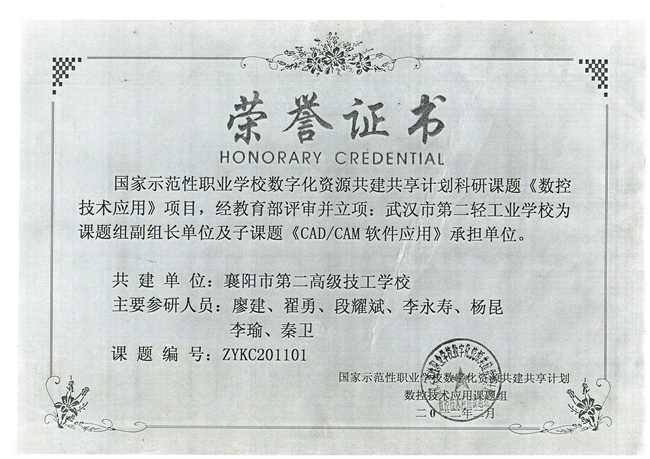 荣誉证书
HONORARY CREDENTIAL
国家示范性职业学校数字化资源共建共享计划科研课题《数控
技术应用》项目，经教育部评审并立项：武汉市第二轻工业学校为
课题组副组长单位及子课题《CAD/CAM 软件应用》承担单位。
共建单位：襄阳市第二高级技工学校
主要参研人员：廖建、翟勇、段耀斌、李永寿、杨昆
李瑜、秦卫
课题编号：ZYKC201101
国家示范性职业学校数字化资源共建共享计划
数控技术应用课题组
二〇一 年 月